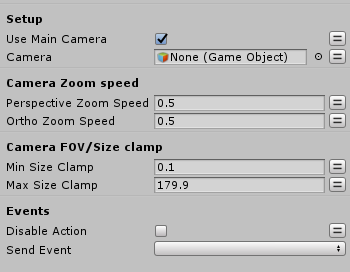 Setup
Use Main Camera
Camera None (Game Object)
Camera Zoom speed
Perspective Zoom Speed 0.5
Ortho Zoom Speed 0.5
Camera FOV/Size clamp
Min Size Clamp 0.1
Max Size Clamp 179.9
Events
Disable Action
Send Event